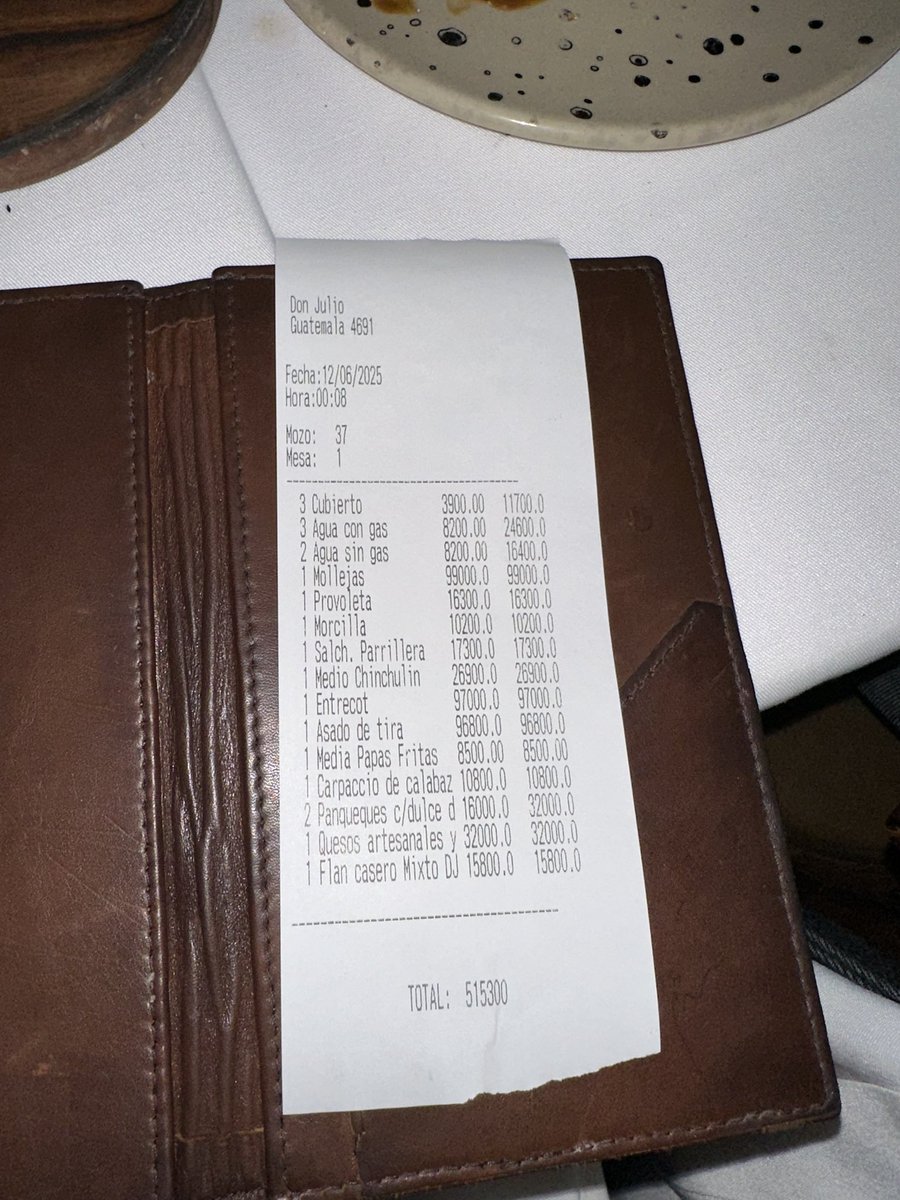 Don Julio
Guatemala 4691
Fecha:12/06/2025
Hora:00:08
Mozo: 37
Mesa: 1
3 Cubierto 3900.00 11700.0
3 Agua con gas 8200.00 24600.0
2 Agua sin gas 8200.00 16400.0
1 Mollejas 99000.0 99000.0
1 Provoleta 16300.0 16300.0
1 Morcilla 10200.0 10200.0
1 Salch. Parrillera 17300.0 17300.0
1 Medio Chinchulin 26900.0 26900.0
1 Entrecot 97000.0 97000.0
1 Asado de tira 96800.0 96800.0
1 Media Papas Fritas 8500.00 8500.00
1 Carpaccio de calabaz 10800.0 10800.0
2 Panqueques c/dulce d 16000.0 32000.0
1 Quesos artesanales y 32000.0 32000.0
1 Flan casero Mixto DJ 15800.0 15800.0
TOTAL: 515300